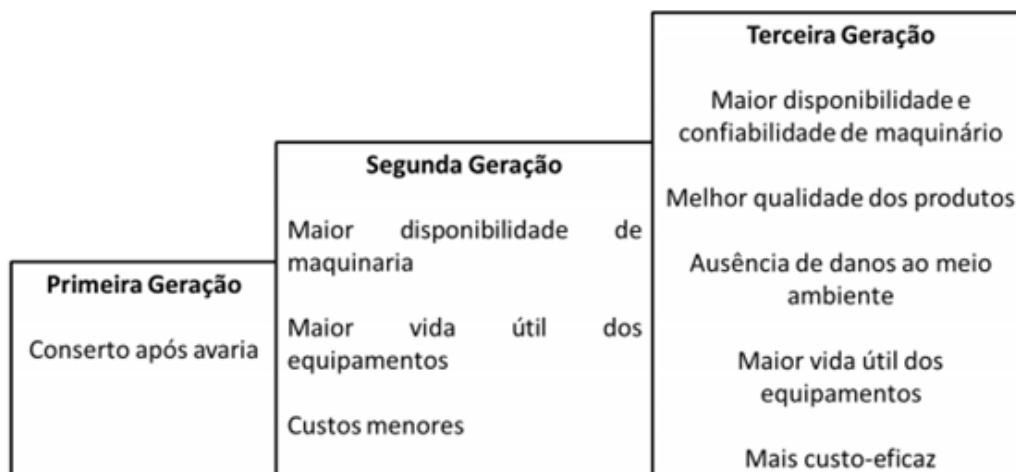 Primeira Geração
Conserto após avaria
Segunda Geração
Maior disponibilidade de
maquinaria
Maior vida útil dos
equipamentos
Custos menores
Terceira Geração
Maior disponibilidade e
confiabilidade de maquinário
Melhor qualidade dos produtos
Ausência de danos ao meio
ambiente
Maior vida útil dos
equipamentos
Mais custo-eficaz